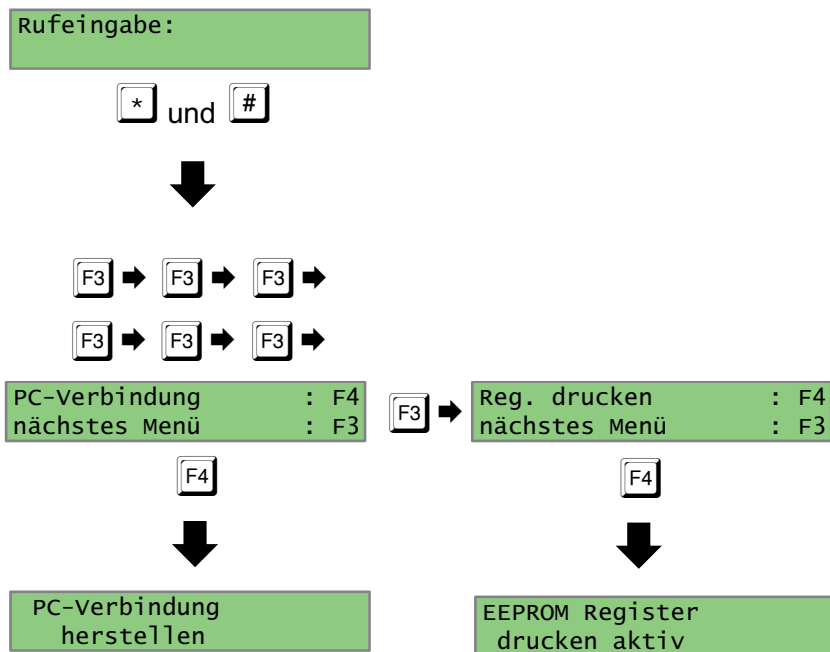 Rufeingabe:
* und #
F3 F3 F3
F3 F3 F3
PC-Verbindung : F4
nächstes Menü : F3
F3
Reg. drucken : F4
nächstes Menü : F3
F4
F4
PC-Verbindung
herstellen
EEPROM Register
drucken aktiv